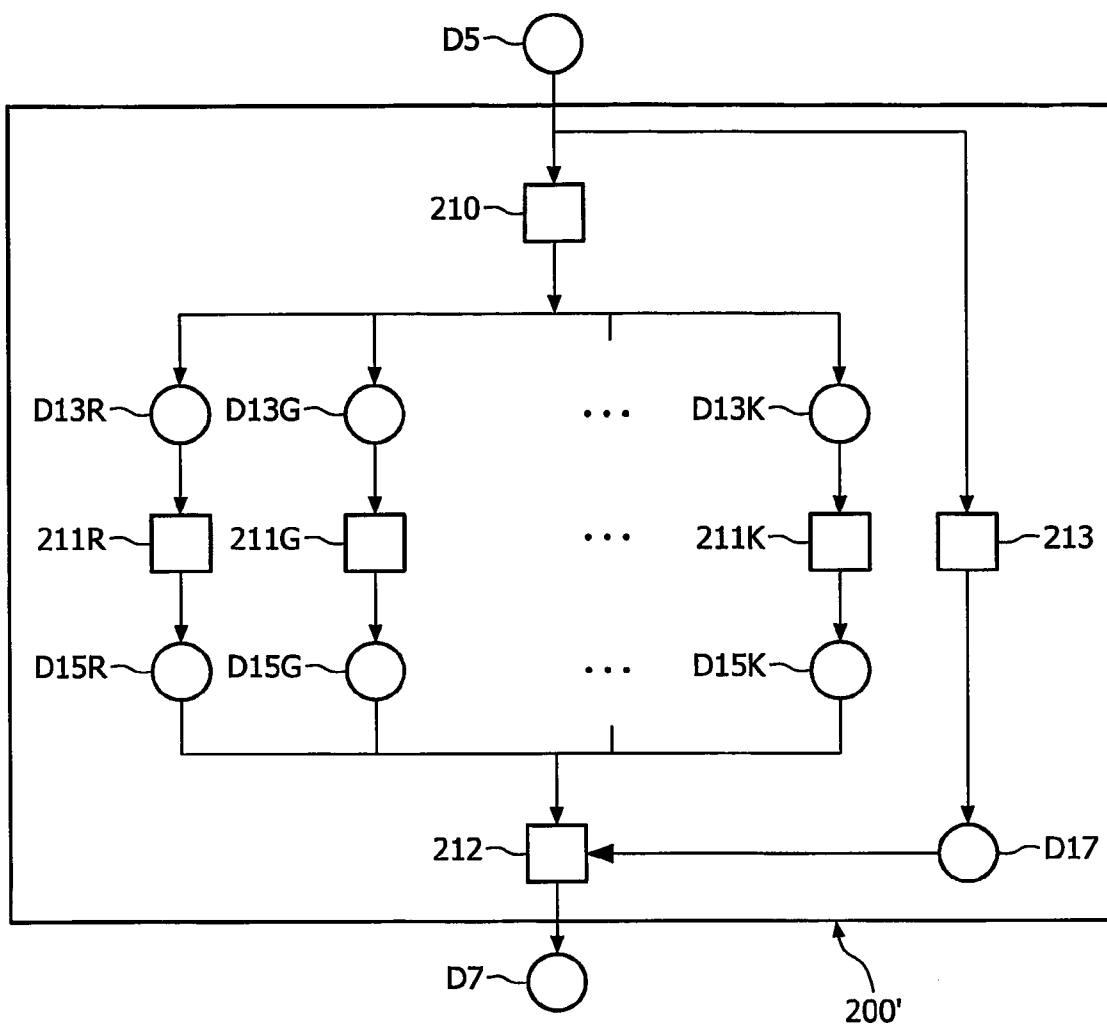 D5
210
D13R
D13G
...
D13K
211R
211G
...
211K
213
D15R
D15G
...
D15K
212
D17
D7
200'